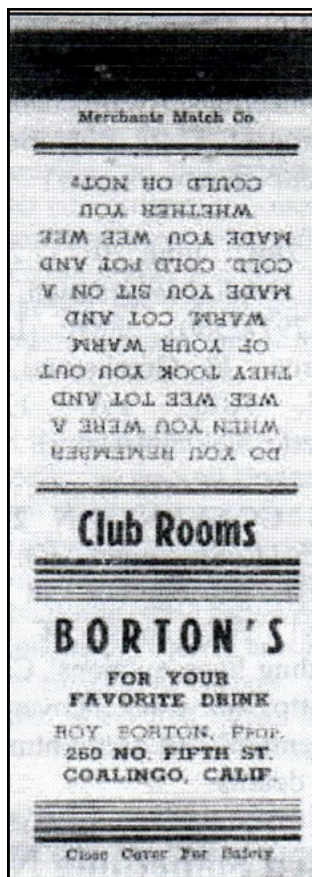 Merchants Match Co
DO YOU REMEMBER
WHEN YOU WERE A
WEE WEE TOT AND
THEY TOOK YOU OUT
OF YOUR WARM,
WARM, COT AND
MADE YOU SIT ON A
COLD, COLD POT AND
MADE YOU WEE WEE
WHETHER YOU
COULD OR NOT?
Club Rooms
BORTON'S
FOR YOUR
FAVORITE DRINK
ROY BORTON, PROP.
260 NO. FIFTH ST.
COALINGO, CALIF.
Close Cover For Safety